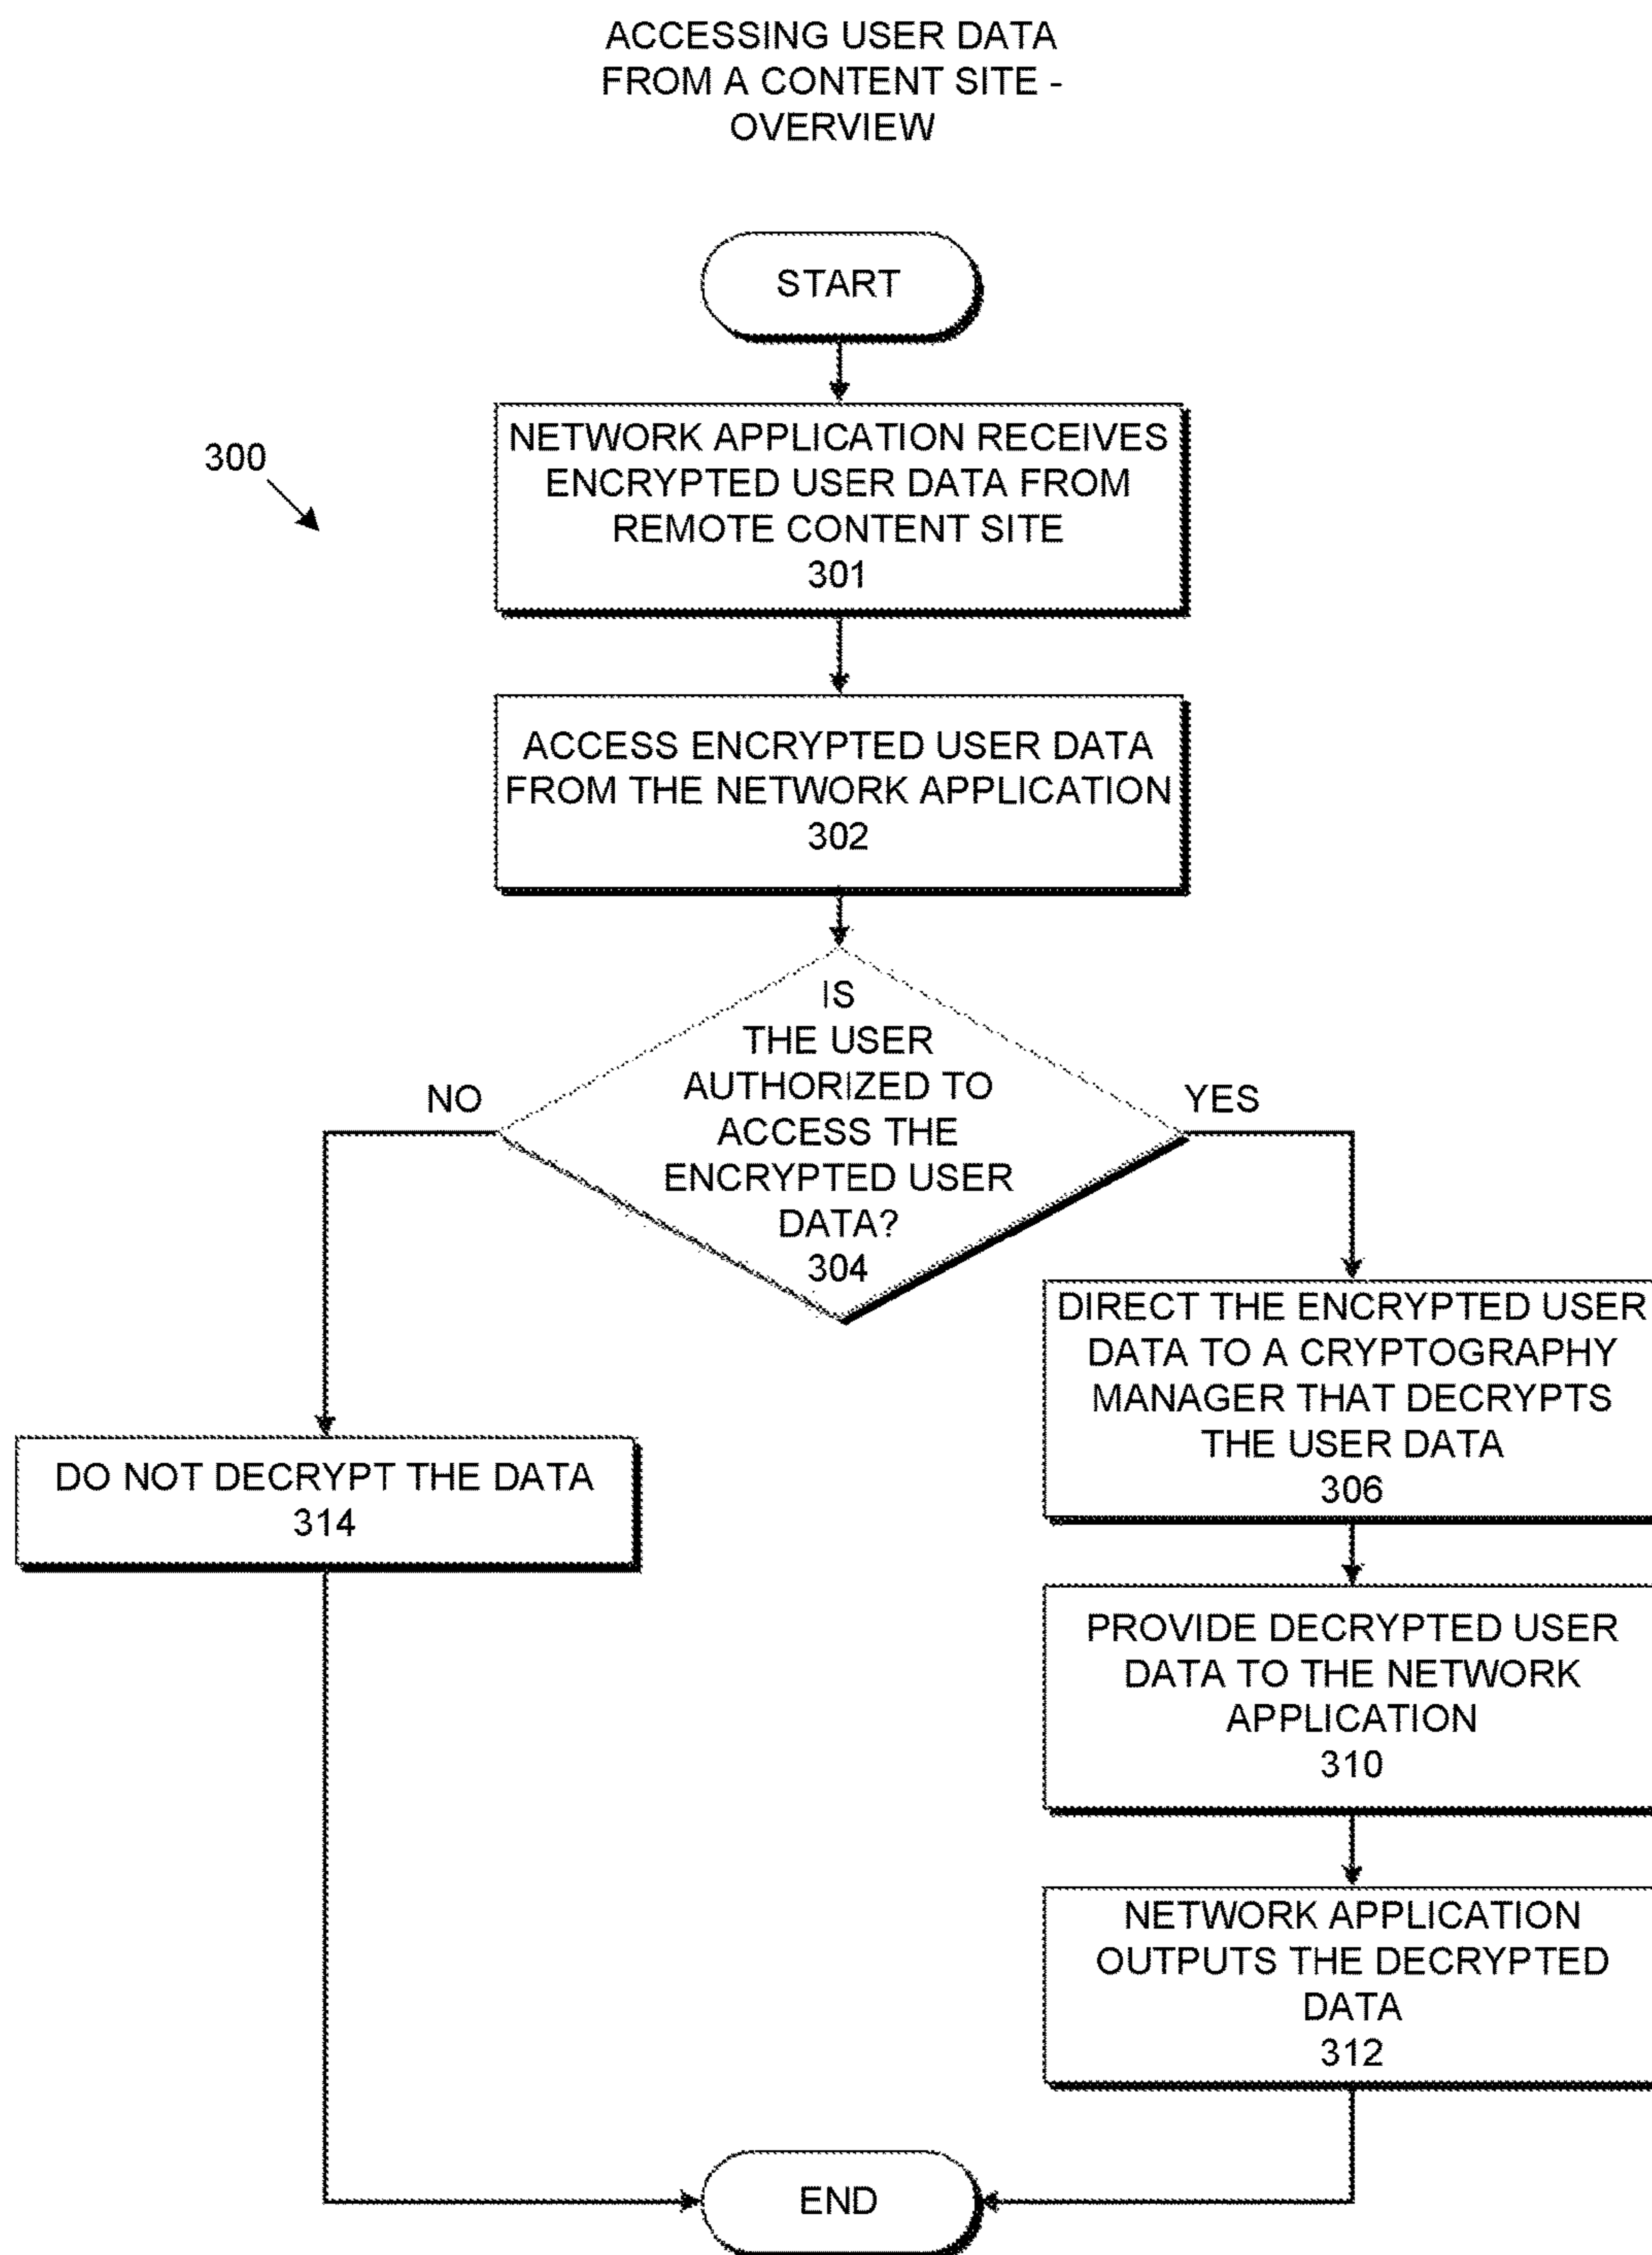 ACCESSING USER DATA
FROM A CONTENT SITE -
OVERVIEW
START
300
NETWORK APPLICATION RECEIVES
ENCRYPTED USER DATA FROM
REMOTE CONTENT SITE
301
ACCESS ENCRYPTED USER DATA
FROM THE NETWORK APPLICATION
302
IS
THE USER
AUTHORIZED TO
ACCESS THE
ENCRYPTED USER
DATA?
304
NO
YES
DIRECT THE ENCRYPTED USER
DATA TO A CRYPTOGRAPHY
MANAGER THAT DECRYPTS
THE USER DATA
306
DO NOT DECRYPT THE DATA
314
PROVIDE DECRYPTED USER
DATA TO THE NETWORK
APPLICATION
310
NETWORK APPLICATION
OUTPUTS THE DECRYPTED
DATA
312
END